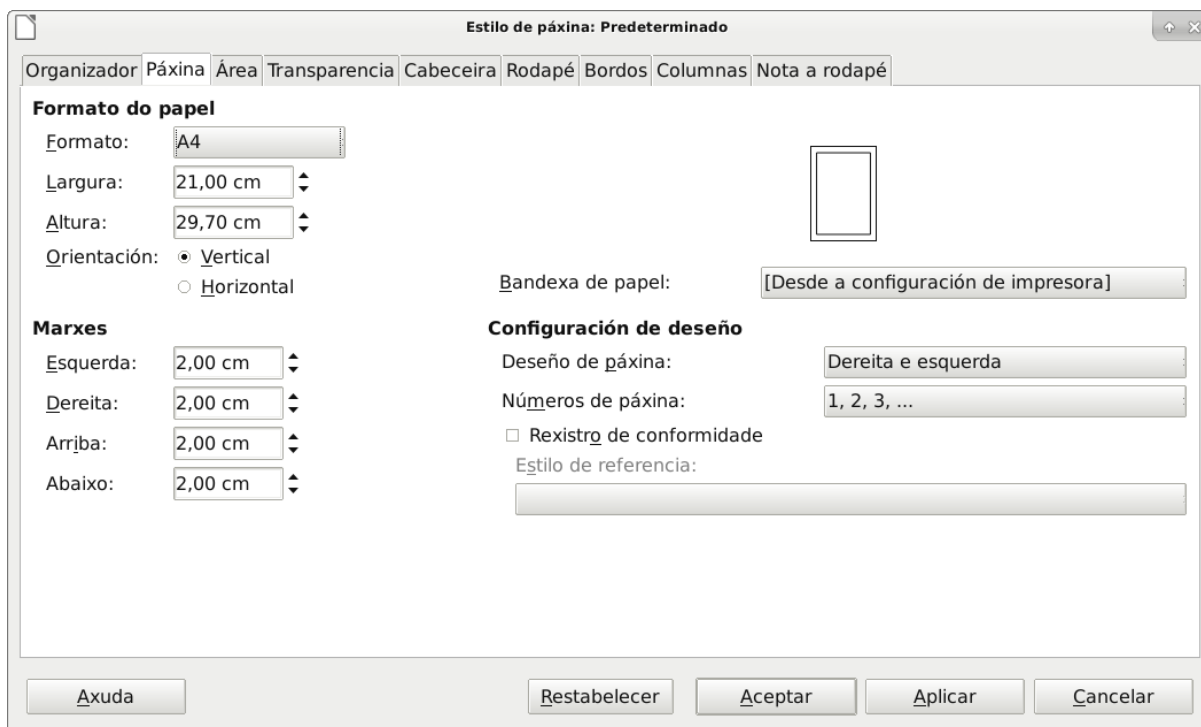 Estilo de páxina: Predeterminado
Organizador Páxina Área Transparencia Cabeceira Rodapé Bordos Columnas Nota a rodapé
Formato do papel
Formato: A4
Largura: 21,00 cm
Altura: 29,70 cm
Orientación: Vertical
Horizontal
Bandexa de papel: [Desde a configuración de impresora]
Marxes
Esquerda: 2,00 cm
Dereita: 2,00 cm
Arriba: 2,00 cm
Abaixo: 2,00 cm
Configuración de deseño
Deseño de páxina: Dereita e esquerda
Números de páxina: 1, 2, 3, ...
Rexistro de conformidade
Estilo de referencia:
Axuda Restabelecer Aceptar Aplicar Cancelar